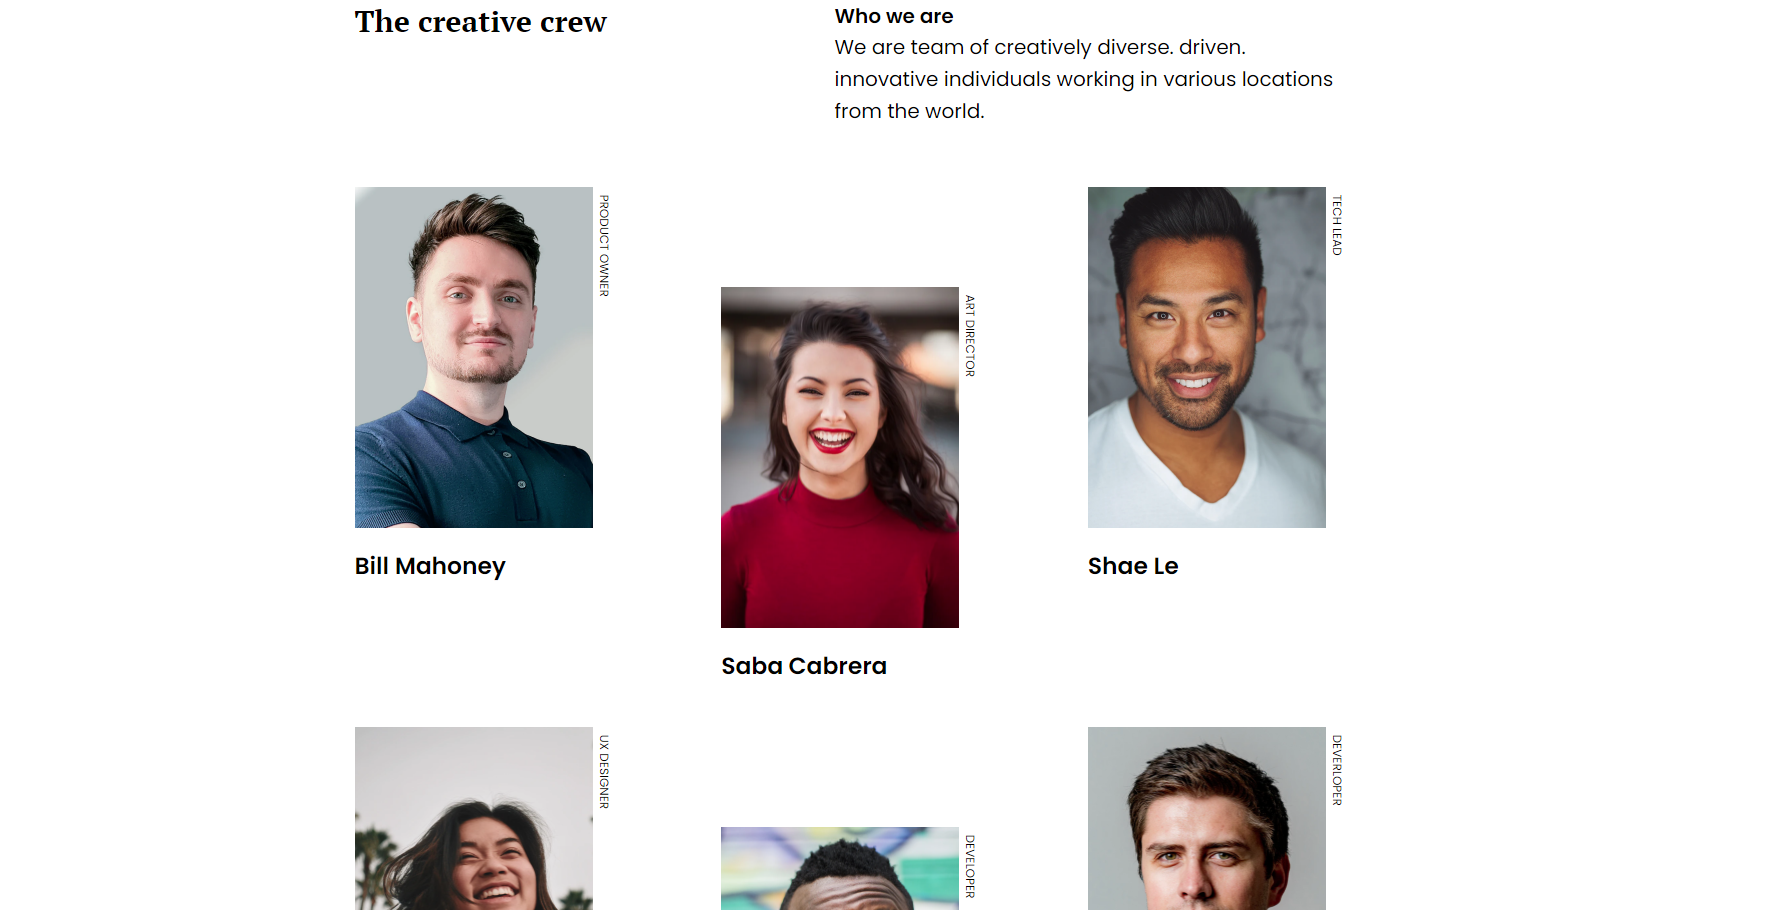 The creative crew
Who we are
We are team of creatively diverse. driven.
innovative individuals working in various locations
from the world.
PRODUCT OWNER
Bill Mahoney
ART DIRECTOR
Saba Cabrera
TECH LEAD
Shae Le
UX DESIGNER
DEVELOPER
DEVERLOPER